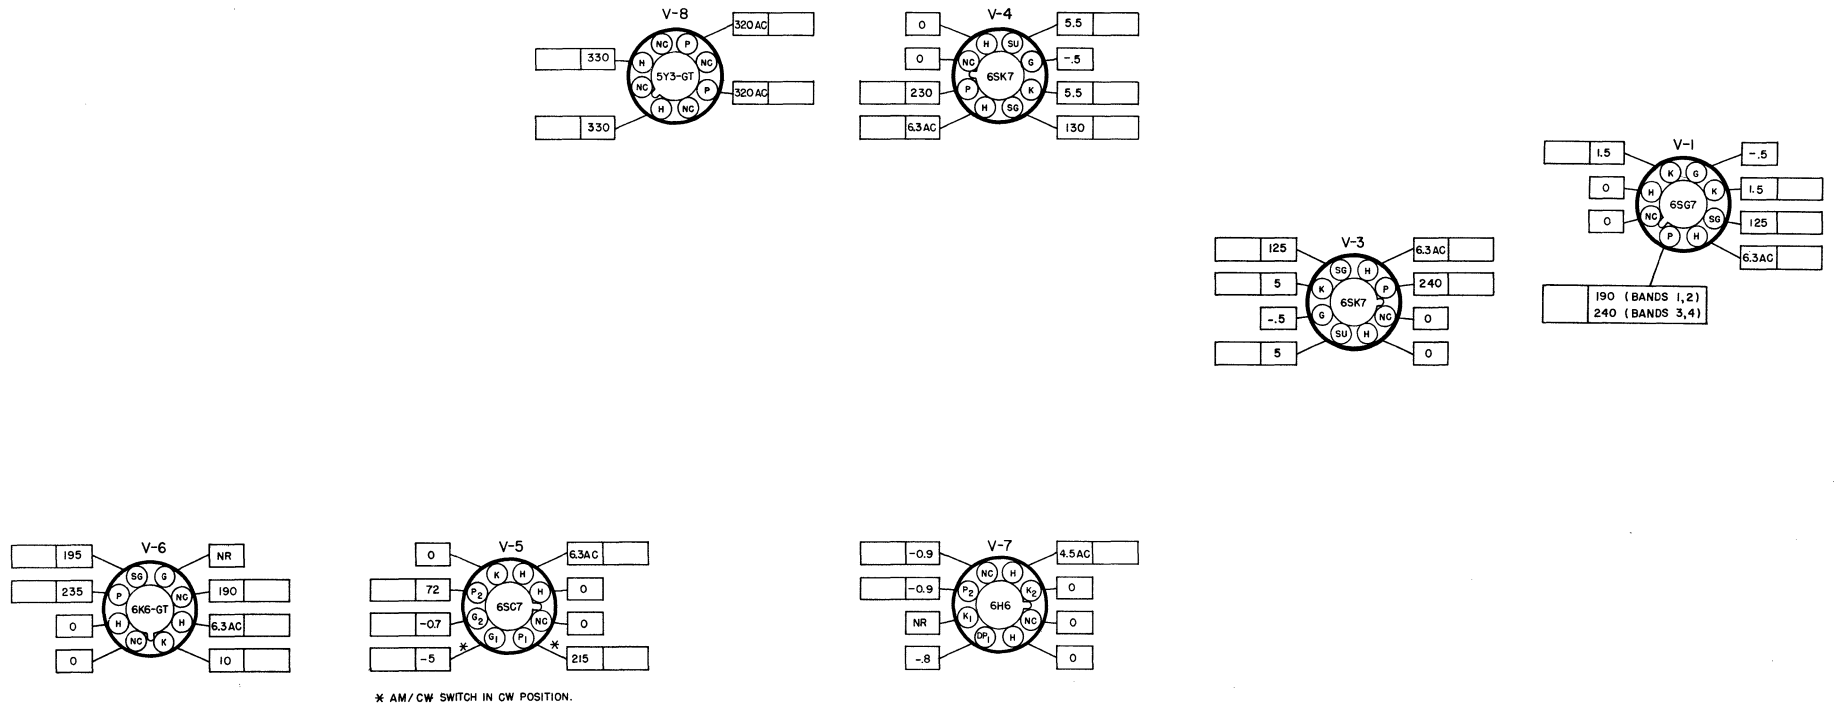 V-8
320AC
330
330
320AC
NC
P
H
NC
5Y3-GT
NC
P
H
NC
V-4
0
5.5
0
-.5
230
5.5
6.3AC
130
H
SU
NC
G
6SK7
P
K
H
SG
V-1
1.5
-.5
0
1.5
0
125
6.3AC
K
G
H
K
6SG7
NC
SG
P
H
190 (BANDS 1,2)
240 (BANDS 3,4)
V-3
125
6.3AC
5
240
-.5
0
5
0
SG
H
K
P
6SK7
G
NC
SU
H
V-6
195
NR
235
190
0
6.3AC
0
10
SG
G
P
NC
6K6-GT
H
H
NC
K
V-5
0
6.3AC
72
0
-0.7
0
-5
215
K
H
P2
H
6SC7
G2
NC
G1
P1
*
*
* AM/CW SWITCH IN CW POSITION.
V-7
-0.9
4.5AC
-0.9
0
NR
0
-.8
0
NC
H
P2
K2
6H6
K1
NC
DP1
H